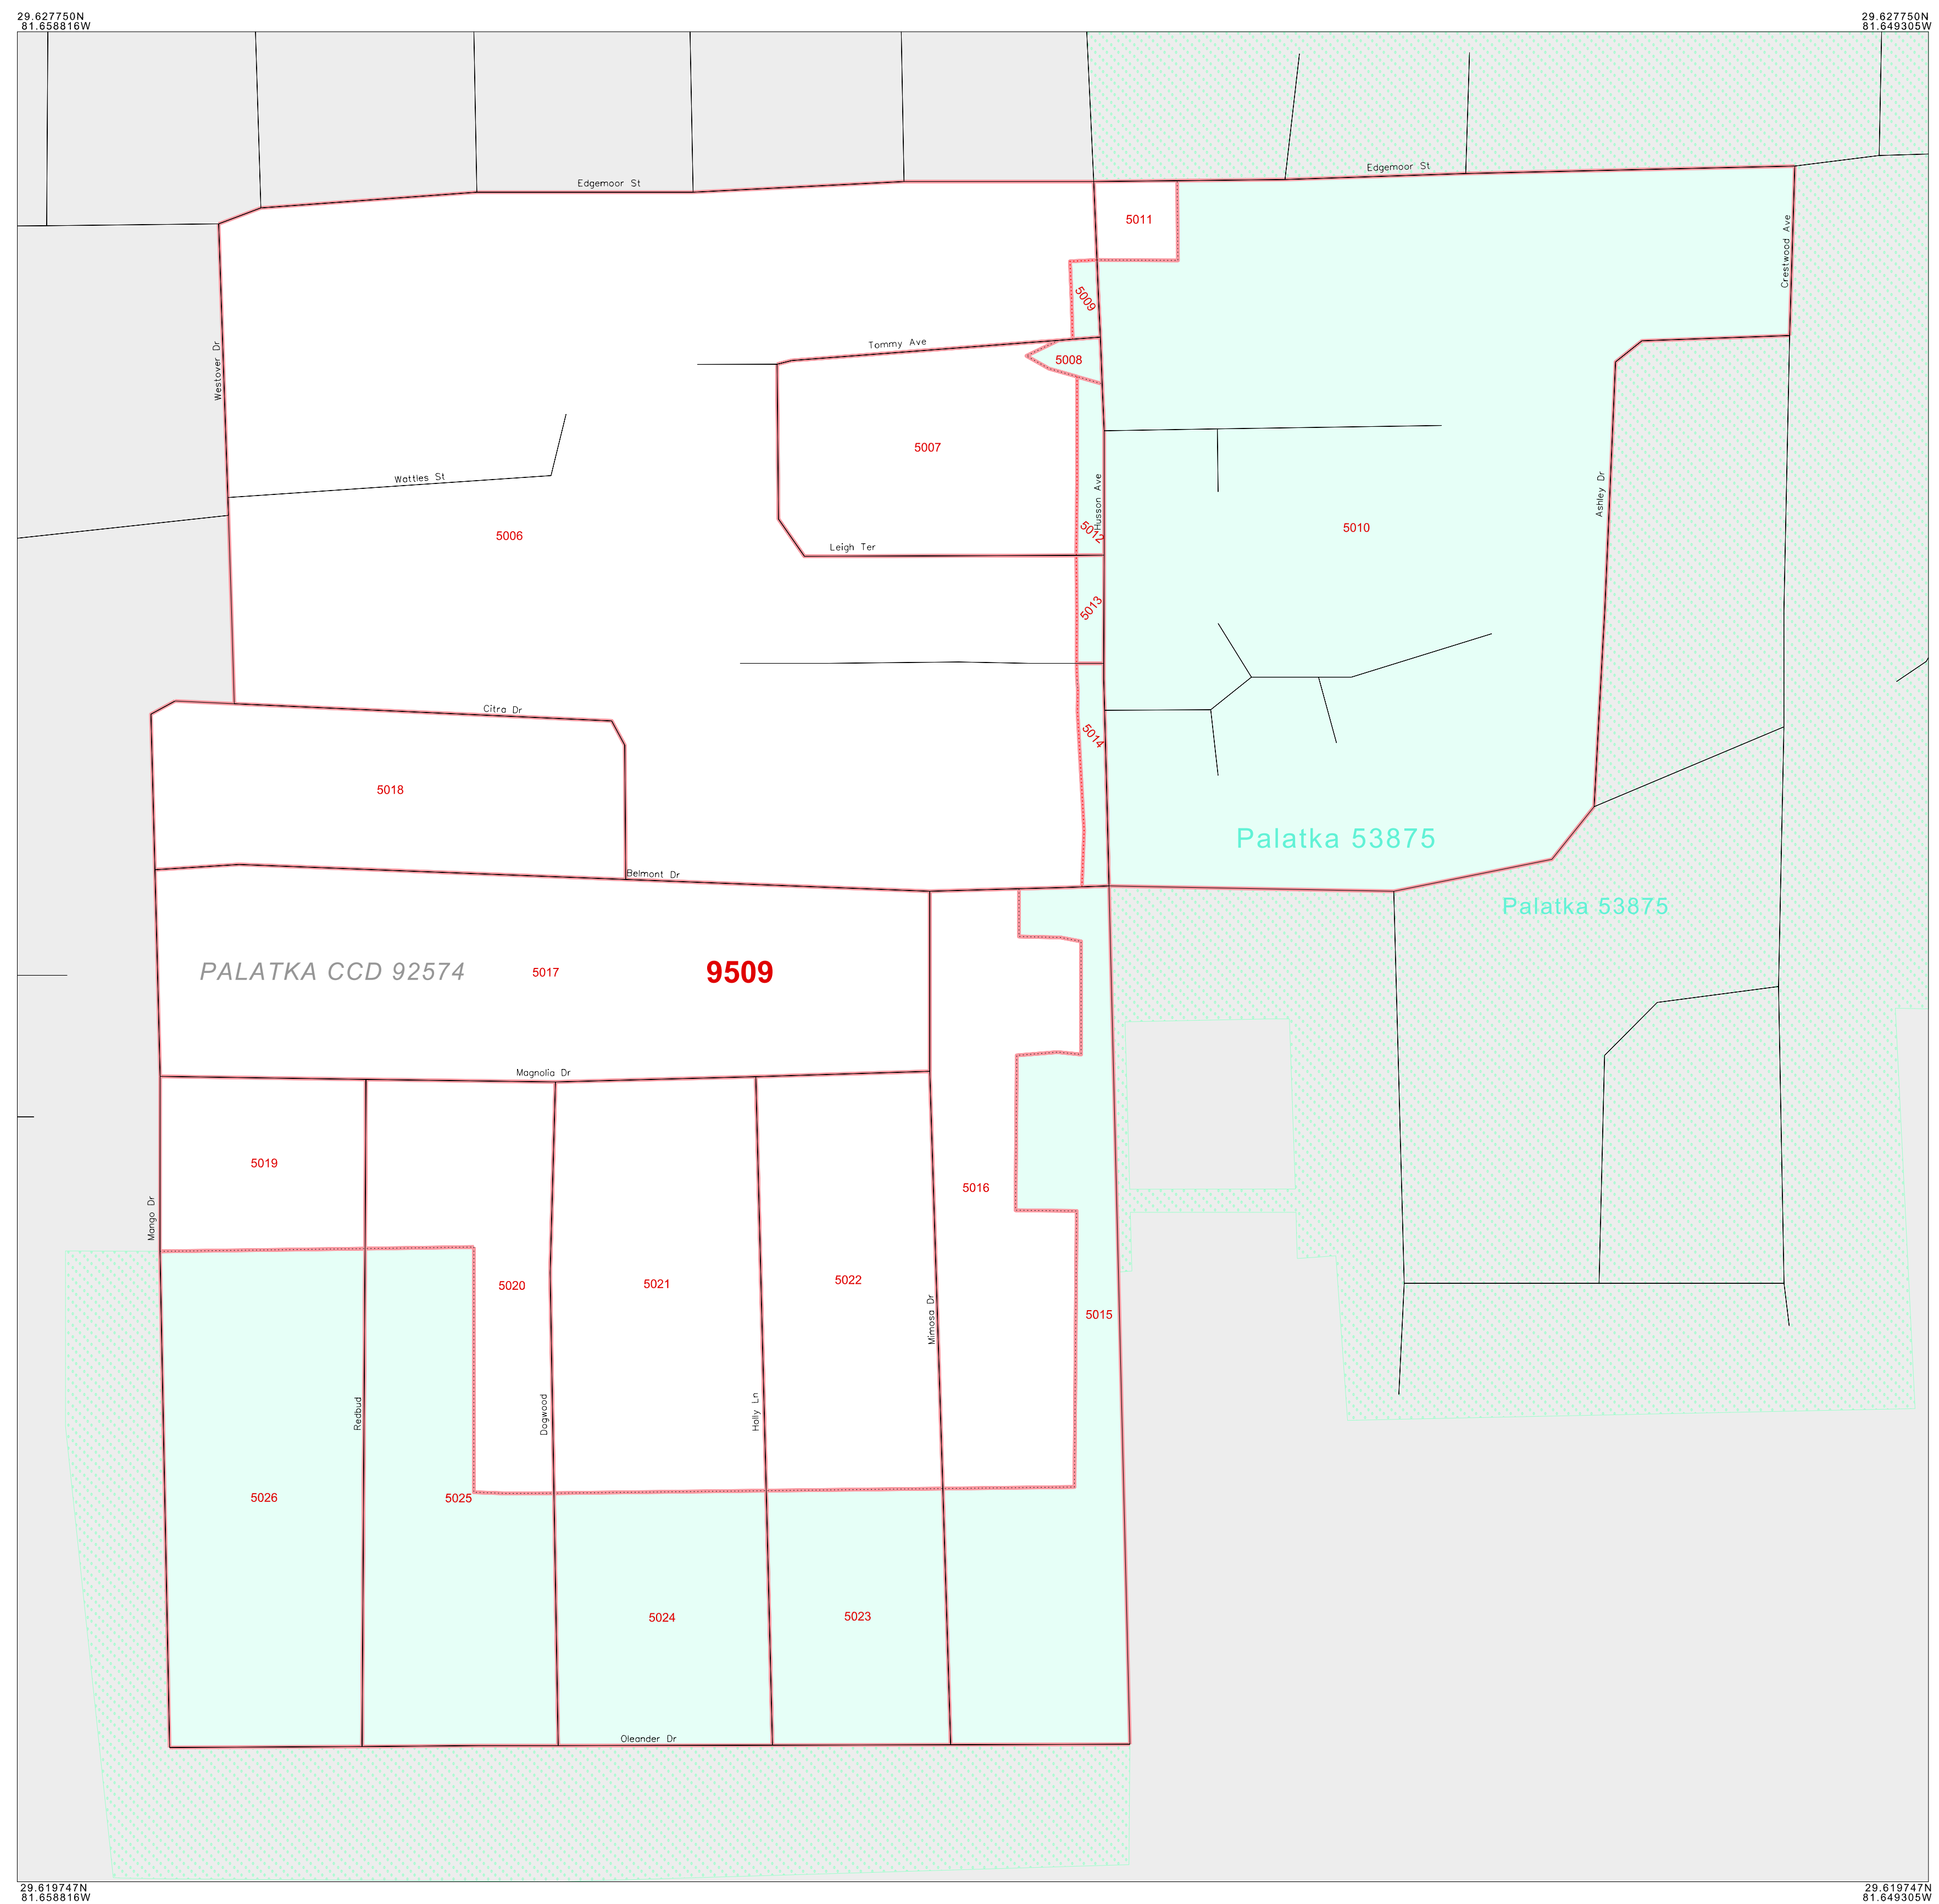 29.627750N
81.658816W
29.627750N
81.649305W
Edgemoor St
Edgemoor St
5011
Crestwood Ave
5009
Westover Dr
Tommy Ave
5008
5007
Wattles St
Husson Ave
Ashley Dr
5006
5012
5010
Leigh Ter
5013
Citra Dr
5014
5018
Palatka 53875
Belmont Dr
Palatka 53875
PALATKA CCD 92574
5017
9509
Magnolia Dr
5019
5016
Mango Dr
5020
5021
5022
Mimosa Dr
5015
Redbud
Dogwood
Holly Ln
5026
5025
5024
5023
Oleander Dr
29.619747N
81.658816W
29.619747N
81.649305W